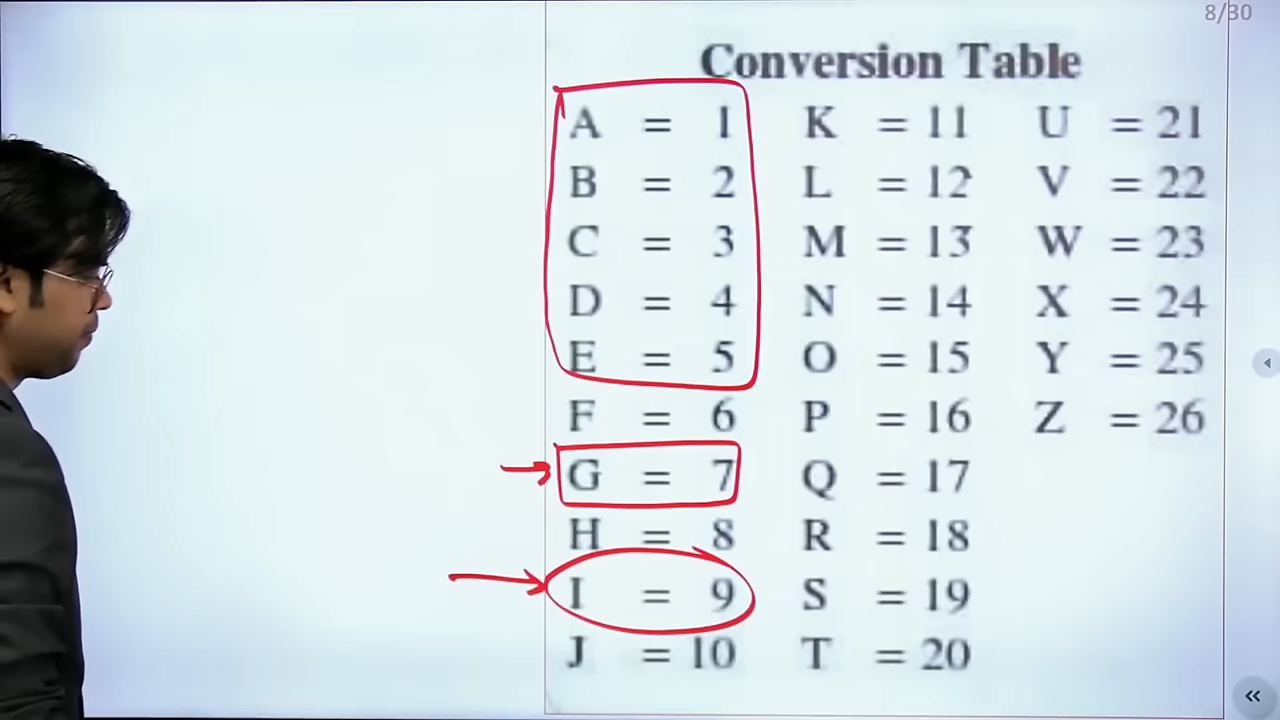 8/30
Conversion Table
A = 1 K = 11 U = 21
B = 2 L = 12 V = 22
C = 3 M = 13 W = 23
D = 4 N = 14 X = 24
E = 5 O = 15 Y = 25
F = 6 P = 16 Z = 26
G = 7 Q = 17
H = 8 R = 18
I = 9 S = 19
J = 10 T = 20